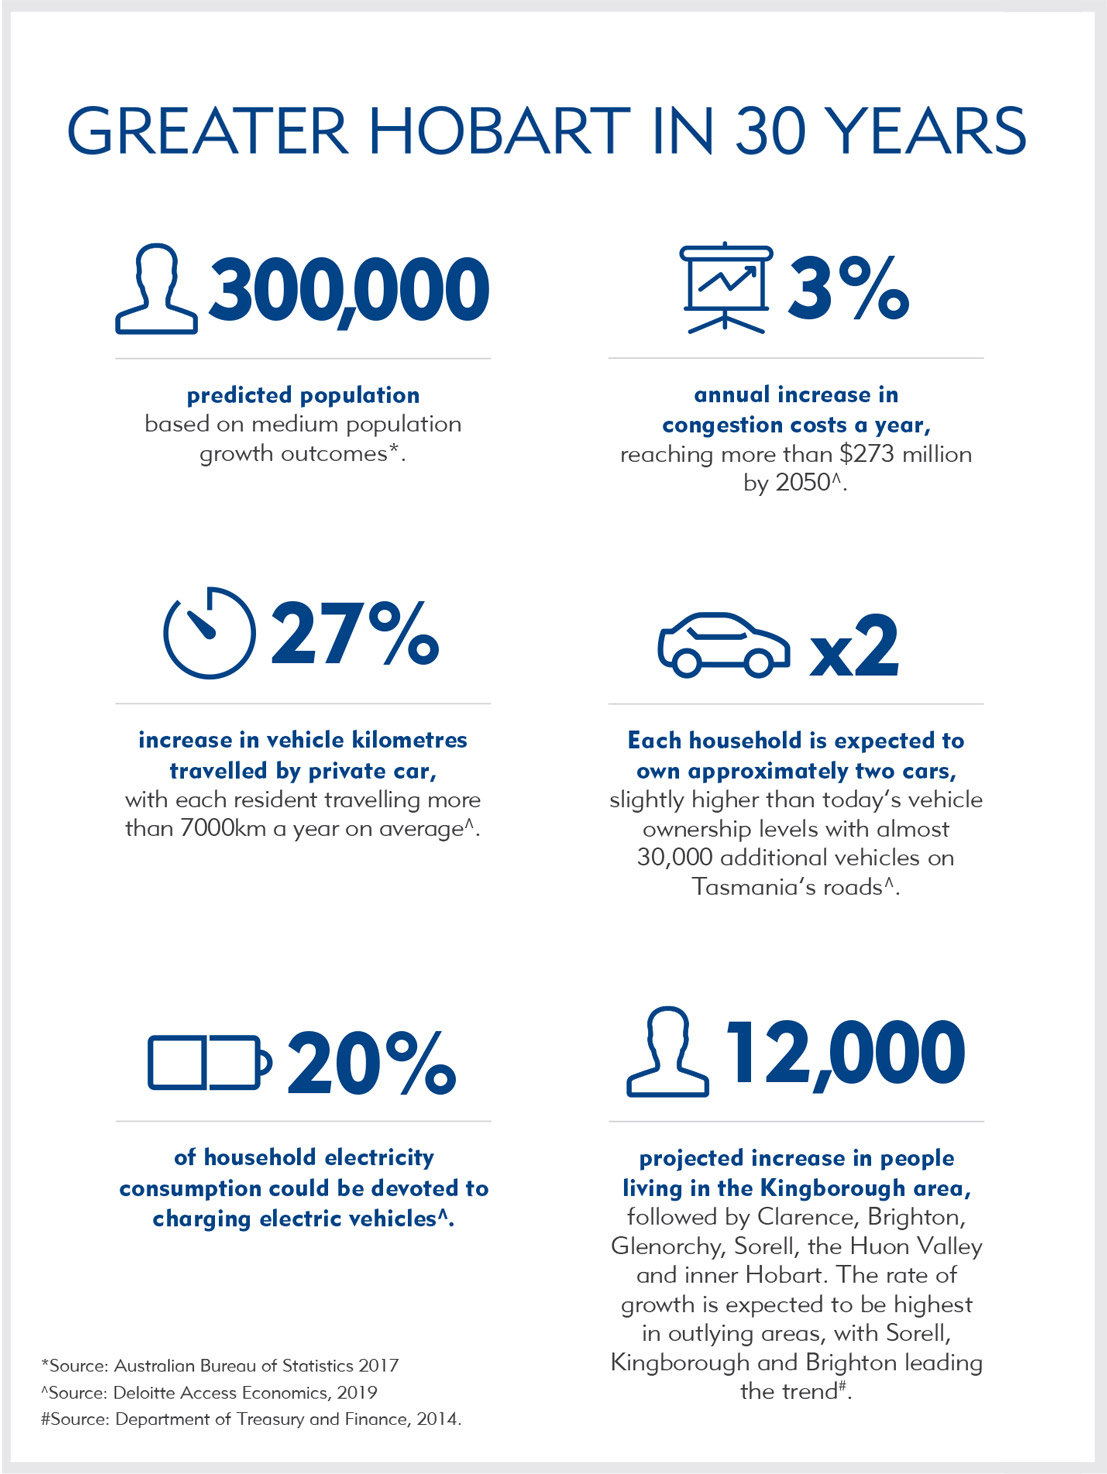 GREATER HOBART IN 30 YEARS
300,000
predicted population
based on medium population
growth outcomes*.
3%
annual increase in
congestion costs a year,
reaching more than $273 million
by 2050^.
27%
increase in vehicle kilometres
travelled by private car,
with each resident travelling more
than 7000km a year on average^.
x2
Each household is expected to
own approximately two cars,
slightly higher than today's vehicle
ownership levels with almost
30,000 additional vehicles on
Tasmania's roads^.
20%
of household electricity
consumption could be devoted to
charging electric vehicles^.
12,000
projected increase in people
living in the Kingborough area,
followed by Clarence, Brighton,
Glenorchy, Sorell, the Huon Valley
and inner Hobart. The rate of
growth is expected to be highest
in outlying areas, with Sorell,
Kingborough and Brighton leading
the trend#.
*Source: Australian Bureau of Statistics 2017
^Source: Deloitte Access Economics, 2019
#Source: Department of Treasury and Finance, 2014.